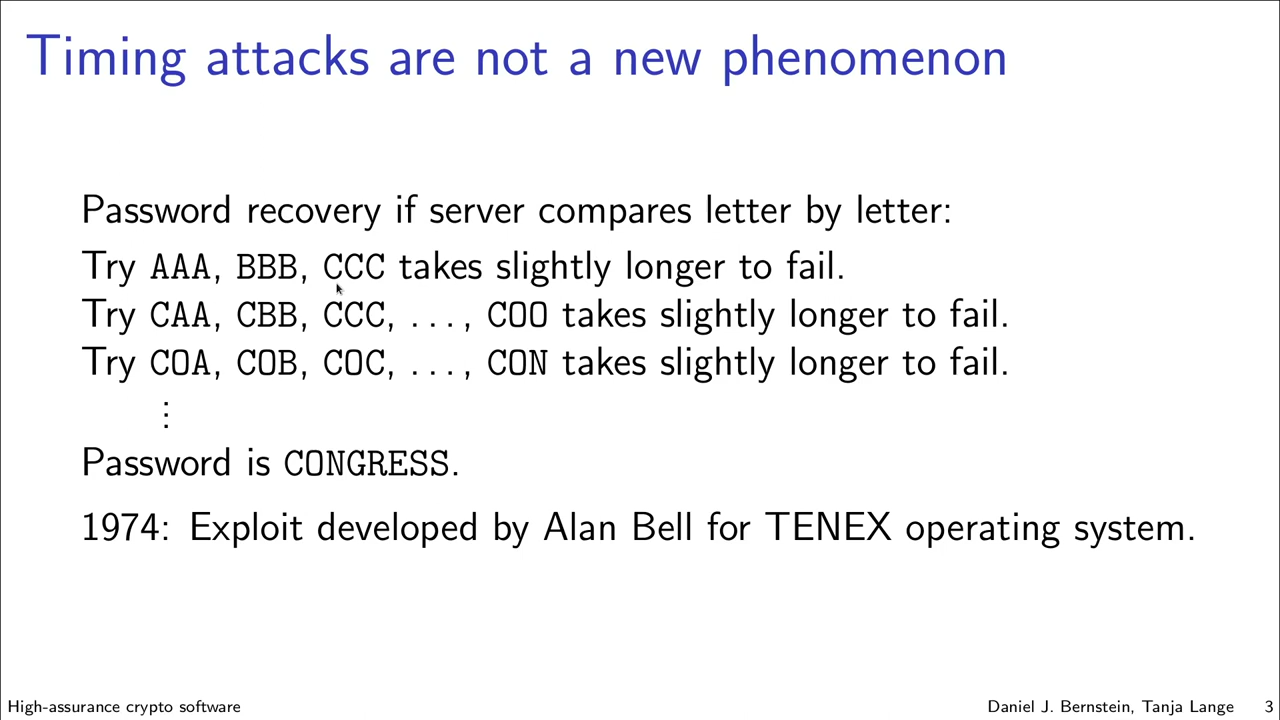 Timing attacks are not a new phenomenon
Password recovery if server compares letter by letter:
Try AAA, BBB, CCC takes slightly longer to fail.
Try CAA, CBB, CCC, ..., COO takes slightly longer to fail.
Try COA, COB, COC, ..., CON takes slightly longer to fail.
⋮
Password is CONGRESS.
1974: Exploit developed by Alan Bell for TENEX operating system.
High-assurance crypto software
Daniel J. Bernstein, Tanja Lange 3